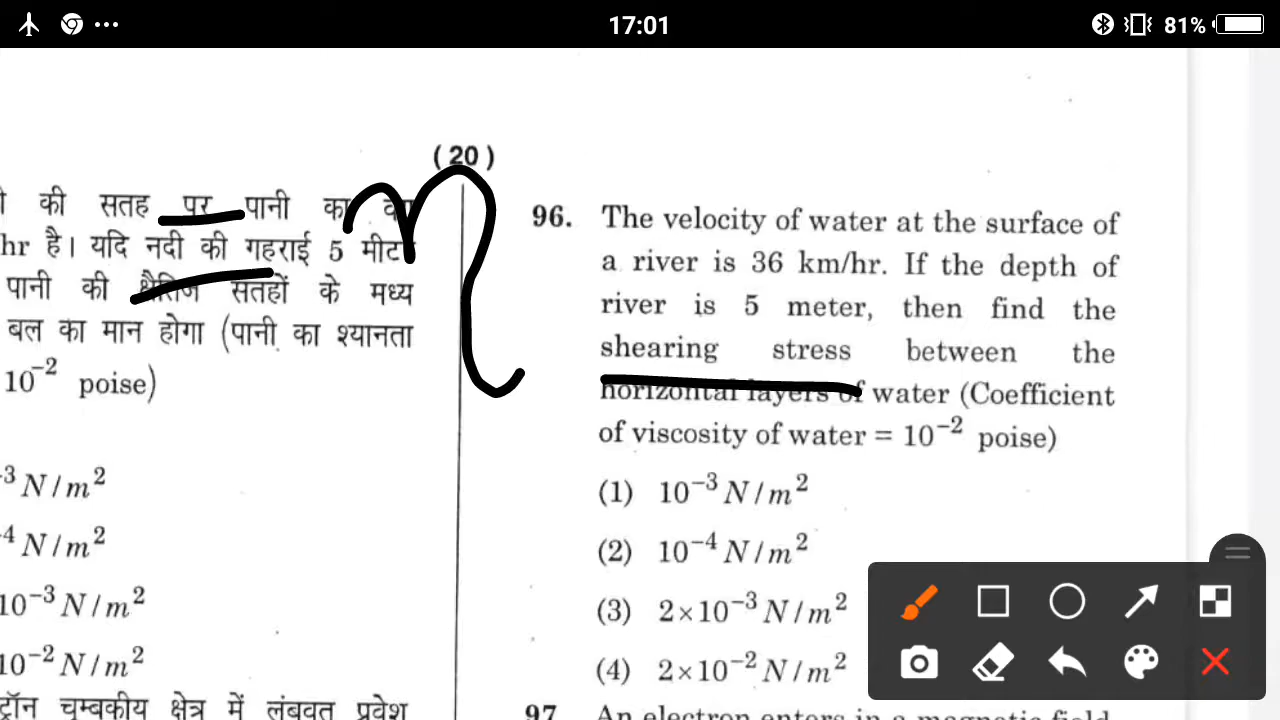 17:01
81%
(20)
की सतह पर पानी का
hr है। यदि नदी की गहराई 5 मीटर
पानी की क्षैतिज सतहों के मध्य
बल का मान होगा (पानी का श्यानता
10⁻² poise)
⁻³ N/m²
⁻⁴ N/m²
10⁻³ N/m²
10⁻² N/m²
चुम्बकीय क्षेत्र में लंबवत प्रवेश
96. The velocity of water at the surface of
a river is 36 km/hr. If the depth of
river is 5 meter, then find the
shearing stress between the
horizontal layers of water (Coefficient
of viscosity of water = 10⁻² poise)
(1) 10⁻³ N/m²
(2) 10⁻⁴ N/m²
(3) 2×10⁻³ N/m²
(4) 2×10⁻² N/m²
97 An electron enters in a magnetic field